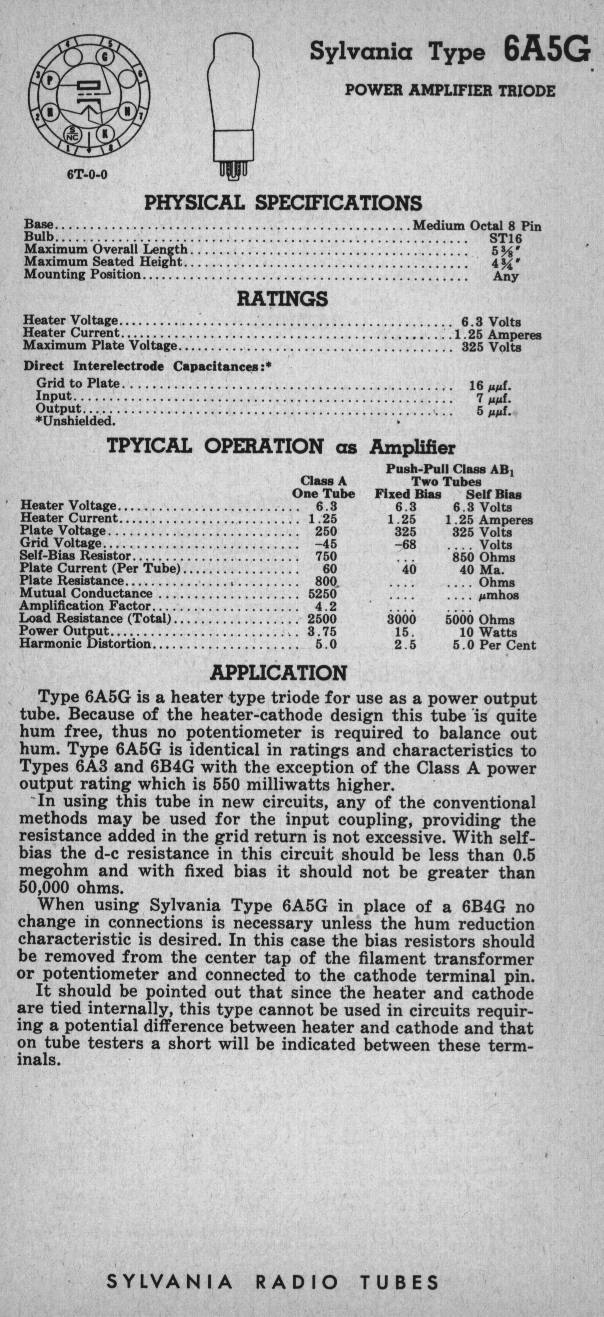 Sylvania Type 6A5G
POWER AMPLIFIER TRIODE
4 5
3 6
2 7
1 8
G
P
H H
NC K
6T-0-0
PHYSICAL SPECIFICATIONS
Base........Medium Octal 8 Pin
Bulb........ST16
Maximum Overall Length........5⅜"
Maximum Seated Height........4¾"
Mounting Position........Any
RATINGS
Heater Voltage........6.3 Volts
Heater Current........1.25 Amperes
Maximum Plate Voltage........325 Volts
Direct Interelectrode Capacitances:*
Grid to Plate........16 μμf.
Input........7 μμf.
Output........5 μμf.
*Unshielded.
TPYICAL OPERATION as Amplifier
Push-Pull Class AB₁
Class A Two Tubes
One Tube Fixed Bias Self Bias
Heater Voltage........6.3 6.3 6.3 Volts
Heater Current........1.25 1.25 1.25 Amperes
Plate Voltage........250 325 325 Volts
Grid Voltage........–45 –68 .... Volts
Self-Bias Resistor........750 .... 850 Ohms
Plate Current (Per Tube)........60 40 40 Ma.
Plate Resistance........800 .... .... Ohms
Mutual Conductance........5250 .... .... μmhos
Amplification Factor........4.2 .... ....
Load Resistance (Total)........2500 3000 5000 Ohms
Power Output........3.75 15. 10 Watts
Harmonic Distortion........5.0 2.5 5.0 Per Cent
APPLICATION
Type 6A5G is a heater type triode for use as a power output
tube. Because of the heater-cathode design this tube is quite
hum free, thus no potentiometer is required to balance out
hum. Type 6A5G is identical in ratings and characteristics to
Types 6A3 and 6B4G with the exception of the Class A power
output rating which is 550 milliwatts higher.
In using this tube in new circuits, any of the conventional
methods may be used for the input coupling, providing the
resistance added in the grid return is not excessive. With self-
bias the d-c resistance in this circuit should be less than 0.5
megohm and with fixed bias it should not be greater than
50,000 ohms.
When using Sylvania Type 6A5G in place of a 6B4G no
change in connections is necessary unless the hum reduction
characteristic is desired. In this case the bias resistors should
be removed from the center tap of the filament transformer
or potentiometer and connected to the cathode terminal pin.
It should be pointed out that since the heater and cathode
are tied internally, this type cannot be used in circuits requir-
ing a potential difference between heater and cathode and that
on tube testers a short will be indicated between these term-
inals.
SYLVANIA RADIO TUBES